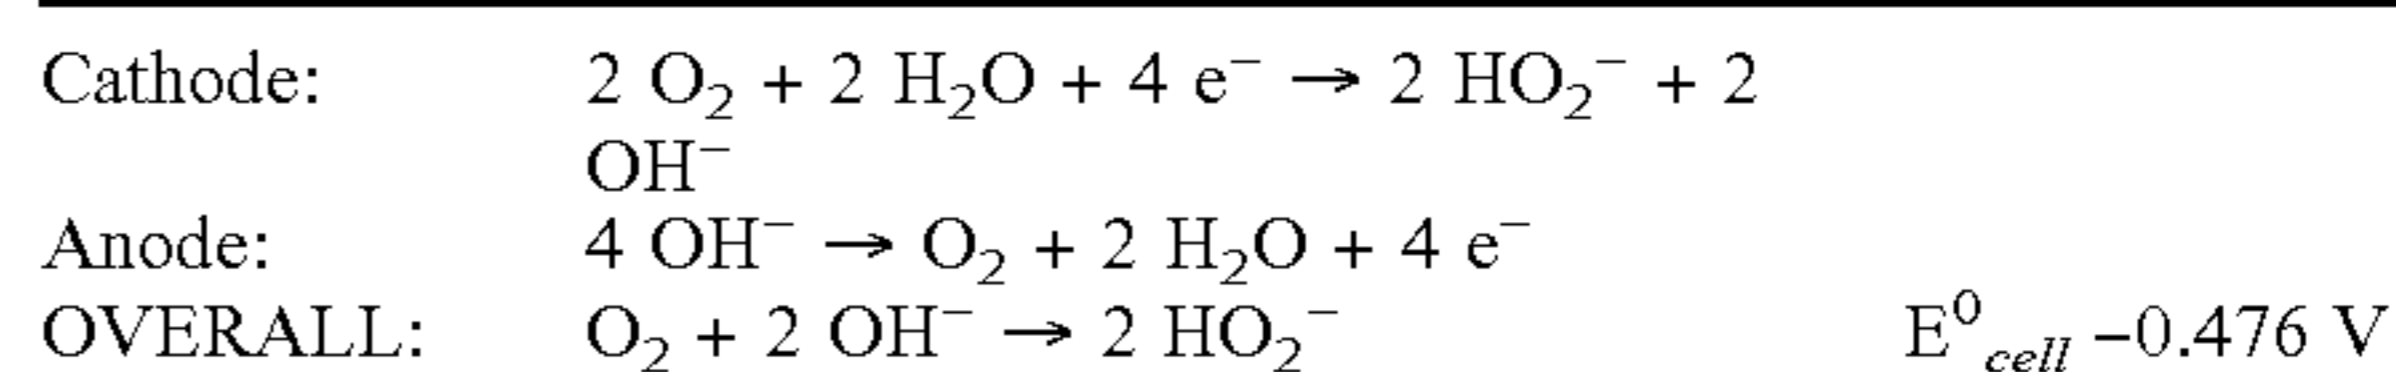 Cathode: 2 O₂ + 2 H₂O + 4 e⁻ → 2 HO₂⁻ + 2
OH⁻
Anode: 4 OH⁻ → O₂ + 2 H₂O + 4 e⁻
OVERALL: O₂ + 2 OH⁻ → 2 HO₂⁻ E⁰cell −0.476 V